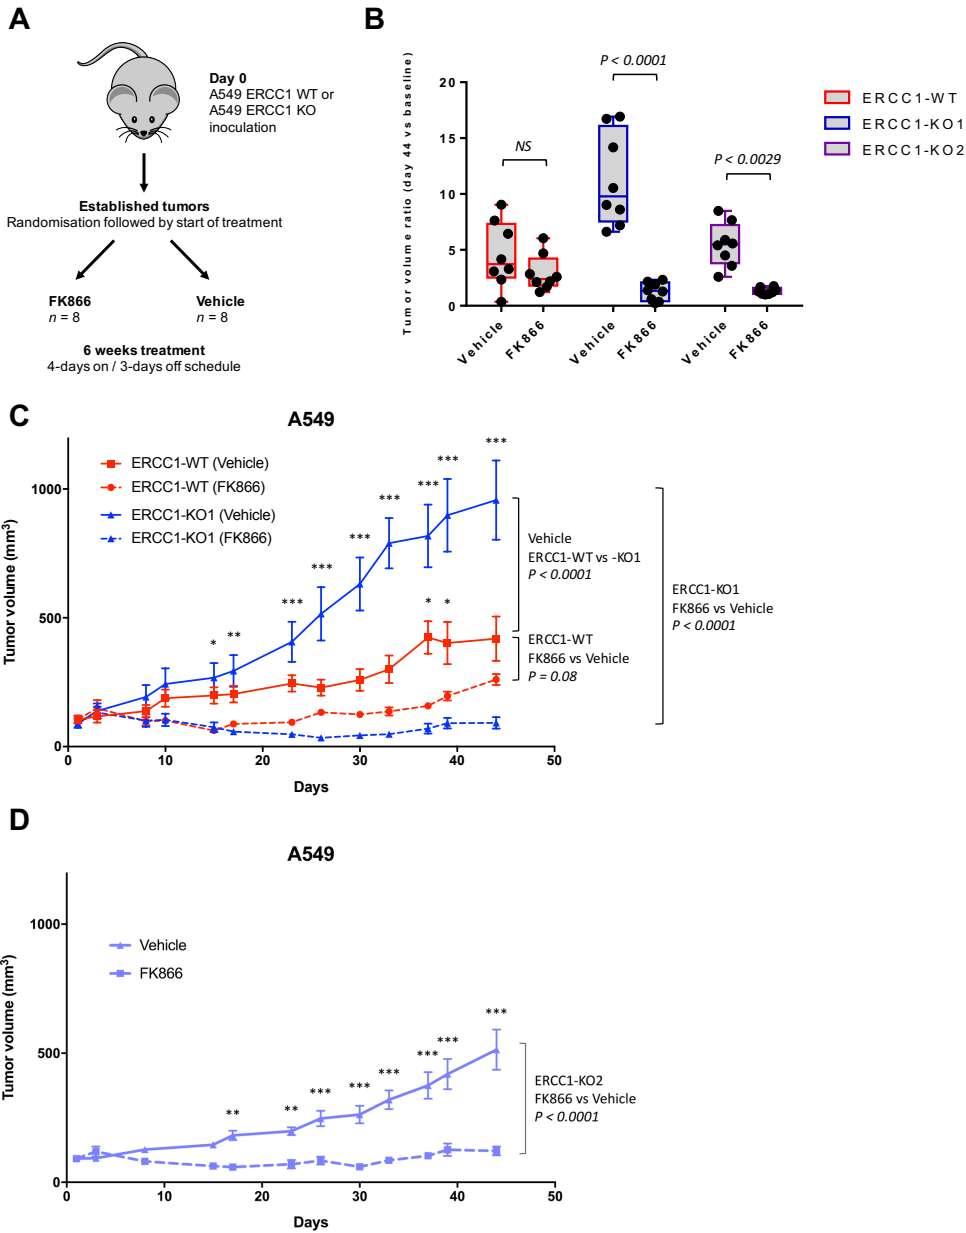 A
Day 0
A549 ERCC1 WT or
A549 ERCC1 KO
inoculation
Established tumors
Randomisation followed by start of treatment
FK866
n = 8
Vehicle
n = 8
6 weeks treatment
4-days on / 3-days off schedule
B
Tumor volume ratio (day 44 vs baseline)
20
15
10
5
0
NS
P < 0.0001
P < 0.0029
Vehicle
FK866
Vehicle
FK866
Vehicle
FK866
ERCC1-WT
ERCC1-KO1
ERCC1-KO2
C
A549
ERCC1-WT (Vehicle)
ERCC1-WT (FK866)
ERCC1-KO1 (Vehicle)
ERCC1-KO1 (FK866)
Tumor volume (mm³)
1000
500
0
0
10
20
30
40
50
Days
*
**
***
***
***
***
***
***
***
*
*
Vehicle
ERCC1-WT vs -KO1
P < 0.0001
ERCC1-WT
FK866 vs Vehicle
P = 0.08
ERCC1-KO1
FK866 vs Vehicle
P < 0.0001
D
A549
Vehicle
FK866
Tumor volume (mm³)
1000
500
0
0
10
20
30
40
50
Days
**
**
***
***
***
***
***
***
ERCC1-KO2
FK866 vs Vehicle
P < 0.0001